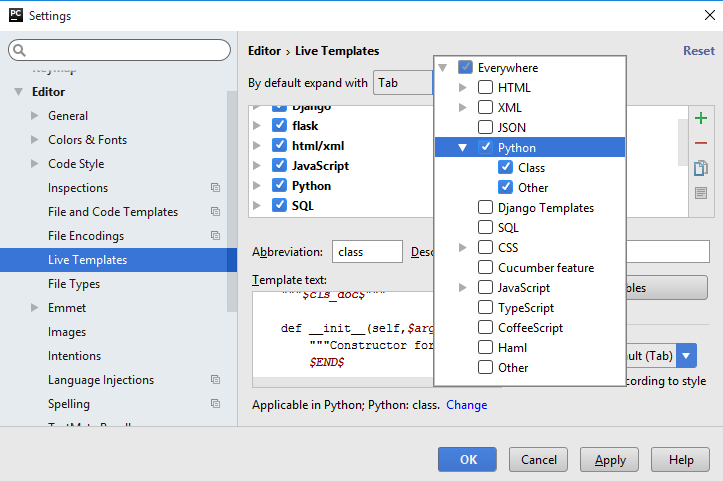 PC Settings
Editor › Live Templates
Reset
By default expand with Tab
Keymap
Editor
General
Colors & Fonts
Code Style
Inspections
File and Code Templates
File Encodings
Live Templates
File Types
Emmet
Images
Intentions
Language Injections
Spelling
Django
flask
html/xml
JavaScript
Python
SQL
Everywhere
HTML
XML
JSON
Python
Class
Other
Django Templates
SQL
CSS
Cucumber feature
JavaScript
TypeScript
CoffeeScript
Haml
Other
Abbreviation: class
Template text:
"""$cls_doc$"""
def __init__(self,$arg
"""Constructor for
$END$
Applicable in Python; Python: class. Change
(Tab)
cording to style
OK
Cancel
Apply
Help